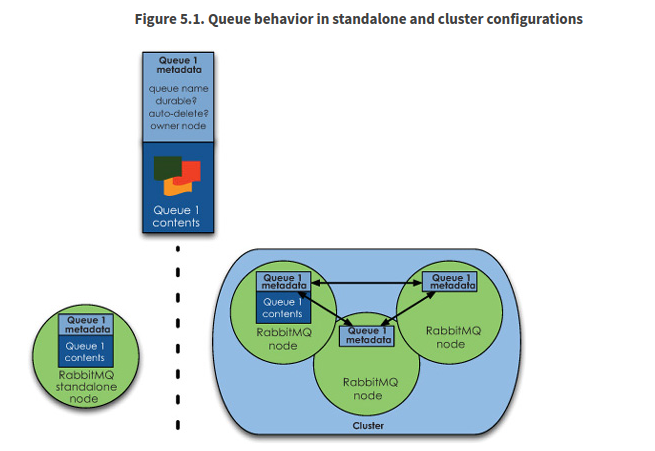 Figure 5.1. Queue behavior in standalone and cluster configurations
Queue 1
metadata
queue name
durable?
auto-delete?
owner node
Queue 1
contents
Queue 1
metadata
Queue 1
contents
RabbitMQ
standalone
node
Queue 1
metadata
Queue 1
contents
RabbitMQ
node
Queue 1
metadata
RabbitMQ
node
Queue 1
metadata
RabbitMQ
node
Cluster